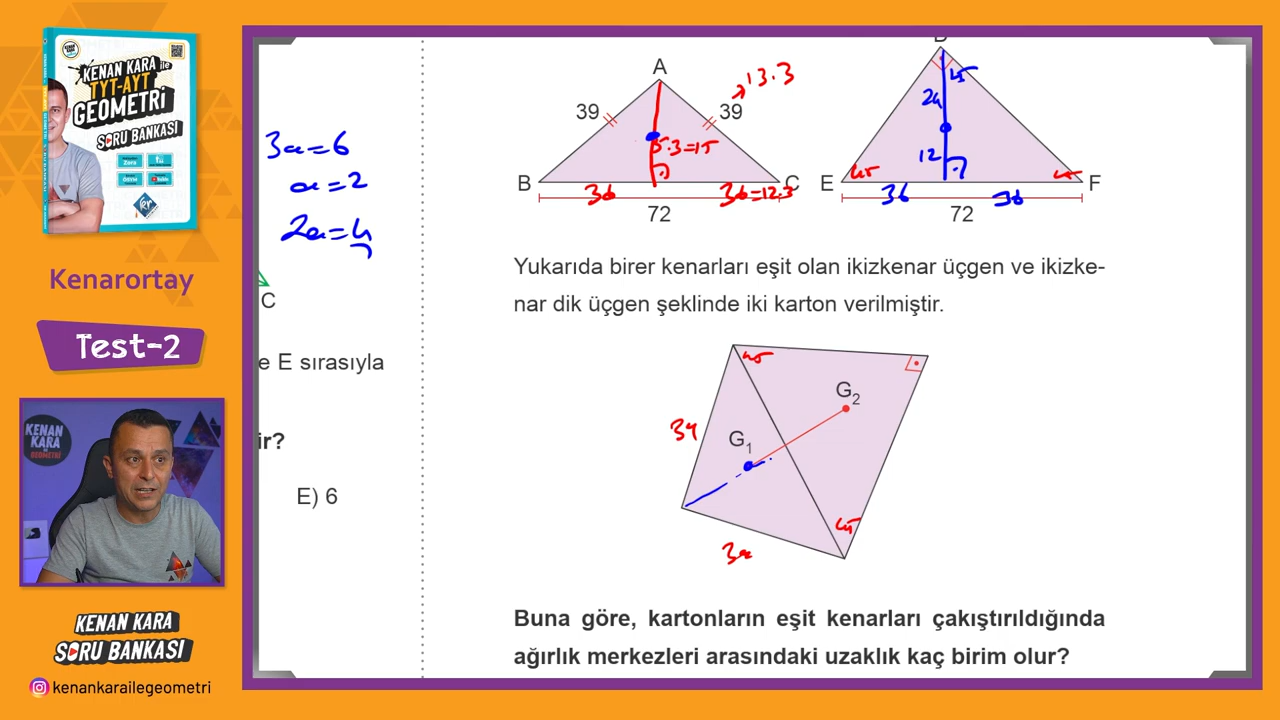 KENAN KARA ile
TYT-AYT
GEOMETRİ
SORU BANKASI
Kenarortay
Test-2
KENAN
KARA
KENAN KARA
SORU BANKASI
kenankarailegeometri
3a=6
a=2
2a=4
C
e E sırasıyla
ir?
E) 6
A
13.3
39
39
5.3=15
B
C
36
36=12.3
72
D
45
24
12
E
F
45
36
36
72
Yukarıda birer kenarları eşit olan ikizkenar üçgen ve ikizke-
nar dik üçgen şeklinde iki karton verilmiştir.
45
G2
G1
39
45
Buna göre, kartonların eşit kenarları çakıştırıldığında
ağırlık merkezleri arasındaki uzaklık kaç birim olur?